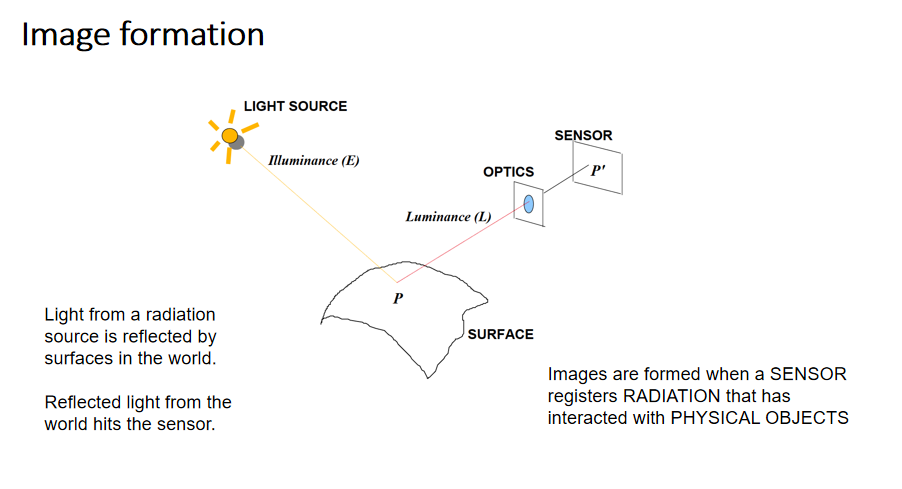 Image formation
LIGHT SOURCE
SENSOR
Illuminance (E)
P'
OPTICS
Luminance (L)
P
SURFACE
Light from a radiation
source is reflected by
surfaces in the world.
Reflected light from the
world hits the sensor.
Images are formed when a SENSOR
registers RADIATION that has
interacted with PHYSICAL OBJECTS